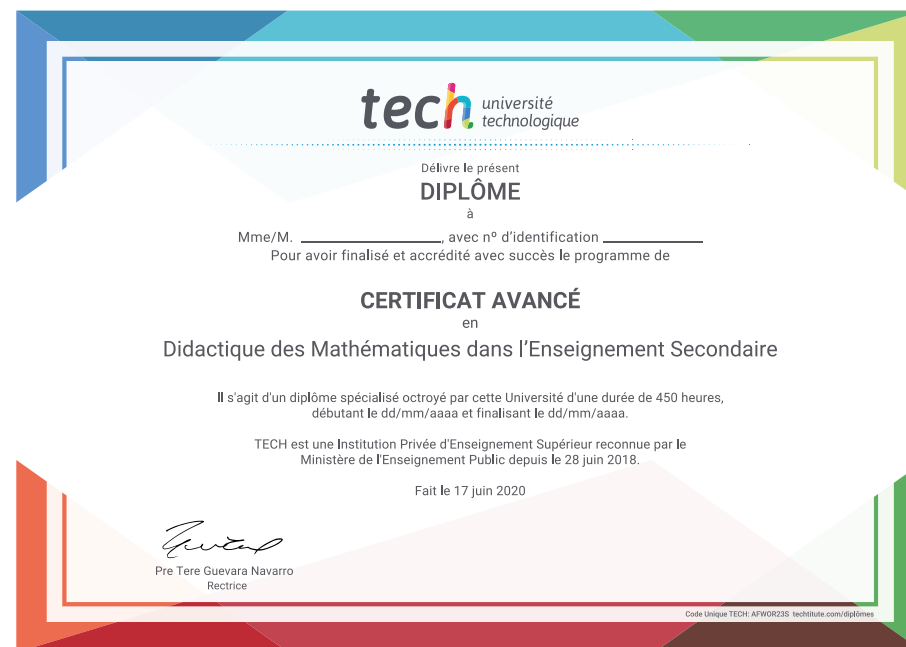 tech université
technologique
Délivre le présent
DIPLÔME
à
Mme/M. ____________________, avec nº d'identification ______________
Pour avoir finalisé et accrédité avec succès le programme de
CERTIFICAT AVANCÉ
en
Didactique des Mathématiques dans l'Enseignement Secondaire
Il s'agit d'un diplôme spécialisé octroyé par cette Université d'une durée de 450 heures,
débutant le dd/mm/aaaa et finalisant le dd/mm/aaaa.
TECH est une Institution Privée d'Enseignement Supérieur reconnue par le
Ministère de l'Enseignement Public depuis le 28 juin 2018.
Fait le 17 juin 2020
Pre Tere Guevara Navarro
Rectrice
Code Unique TECH: AFWOR23S techtitute.com/diplômes